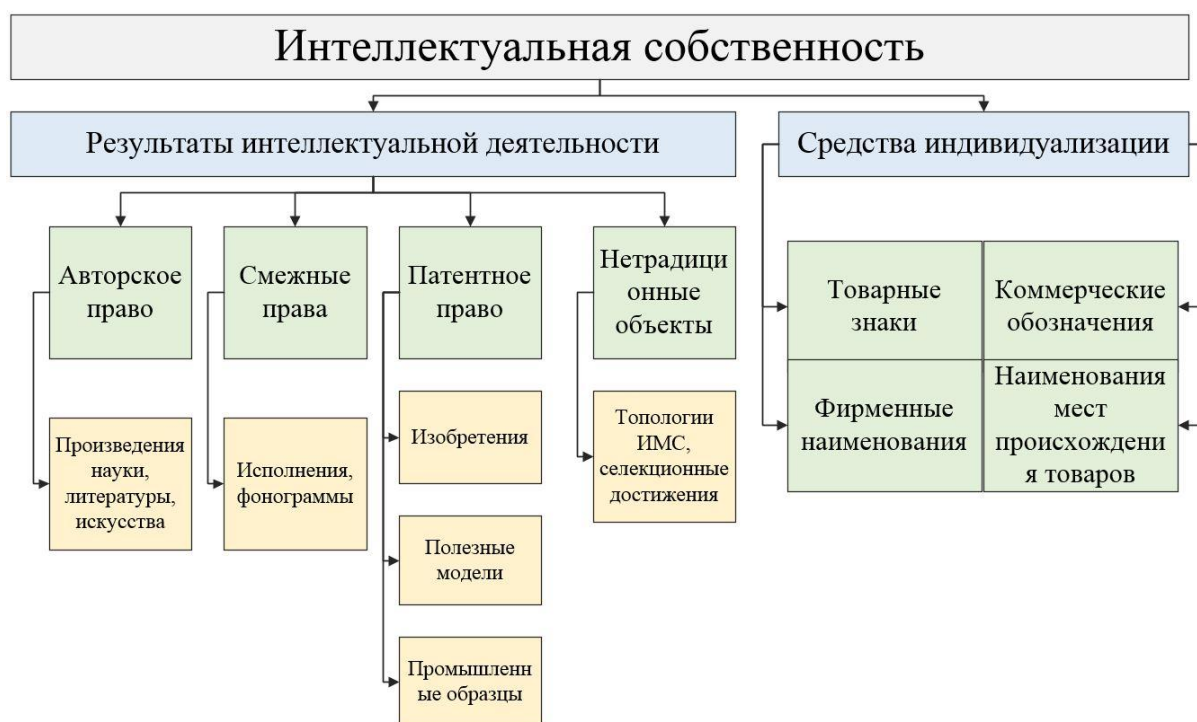 Интеллектуальная собственность
Результаты интеллектуальной деятельности
Средства индивидуализации
Авторское
право
Смежные
права
Патентное
право
Нетрадици
онные
объекты
Товарные
знаки
Коммерческие
обозначения
Фирменные
наименования
Наименования
мест
происхождени
я товаров
Произведения
науки,
литературы,
искусства
Исполнения,
фонограммы
Изобретения
Топологии
ИМС,
селекционные
достижения
Полезные
модели
Промышленн
ые образцы